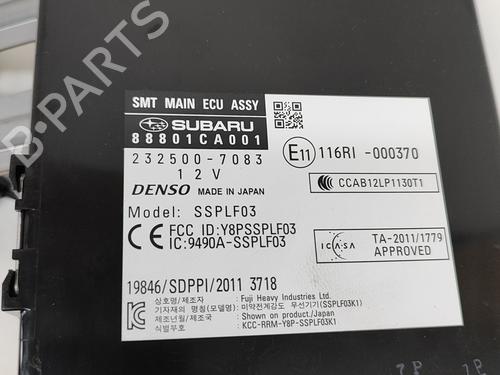 SMT MAIN ECU ASSY
SUBARU
88801CA001
232500-7083
12V
DENSO MADE IN JAPAN
Model: SSPLF03
CE FCC ID:Y8PSSPLF03
IC:9490A-SSPLF03
19846/SDPPI/2011 3718
E11 116RI-000370
CCAB12LP1130T1
ICASA
TA-2011/1779
APPROVED
상호명/제조자 : Fuji Heavy Industries Ltd.
기자재의 명칭(모델명): 미약전계강도 무선기기(SSPLF03K1)
제조년월/제조국 : Shown on product/Japan
식별부호 : KCC-RRM-Y8P-SSPLF03K1
7P 1P